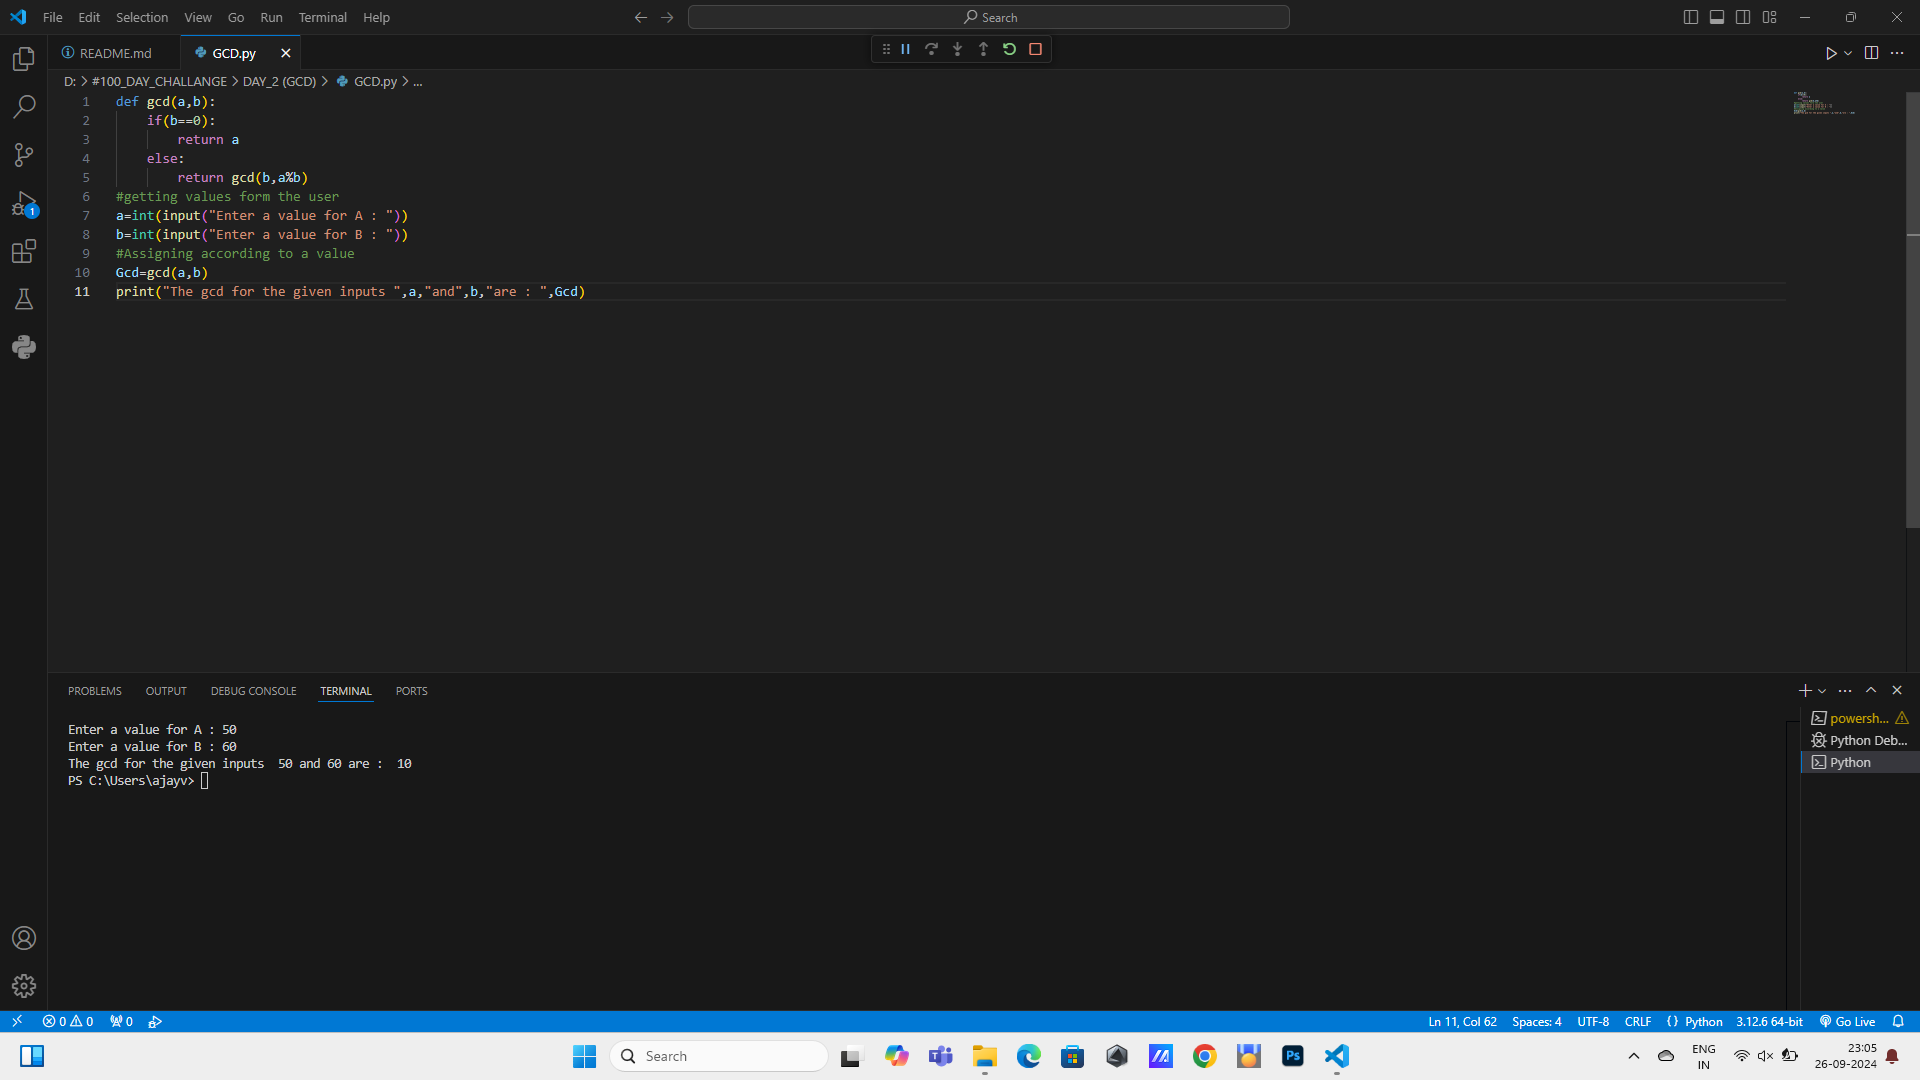 File Edit Selection View Go Run Terminal Help Search
README.md GCD.py
D: > #100_DAY_CHALLANGE > DAY_2 (GCD) > GCD.py > ...
1 def gcd(a,b):
2 if(b==0):
3 return a
4 else:
5 return gcd(b,a%b)
6 #getting values form the user
7 a=int(input("Enter a value for A : "))
8 b=int(input("Enter a value for B : "))
9 #Assigning according to a value
10 Gcd=gcd(a,b)
11 print("The gcd for the given inputs ",a,"and",b,"are : ",Gcd)
1
PROBLEMS OUTPUT DEBUG CONSOLE TERMINAL PORTS
Enter a value for A : 50
Enter a value for B : 60
The gcd for the given inputs  50 and 60 are :  10
PS C:\Users\ajayv>
powersh...
Python Deb...
Python
0 0 0 Ln 11, Col 62 Spaces: 4 UTF-8 CRLF {} Python 3.12.6 64-bit Go Live
Search Ps ENG IN 23:05
26-09-2024